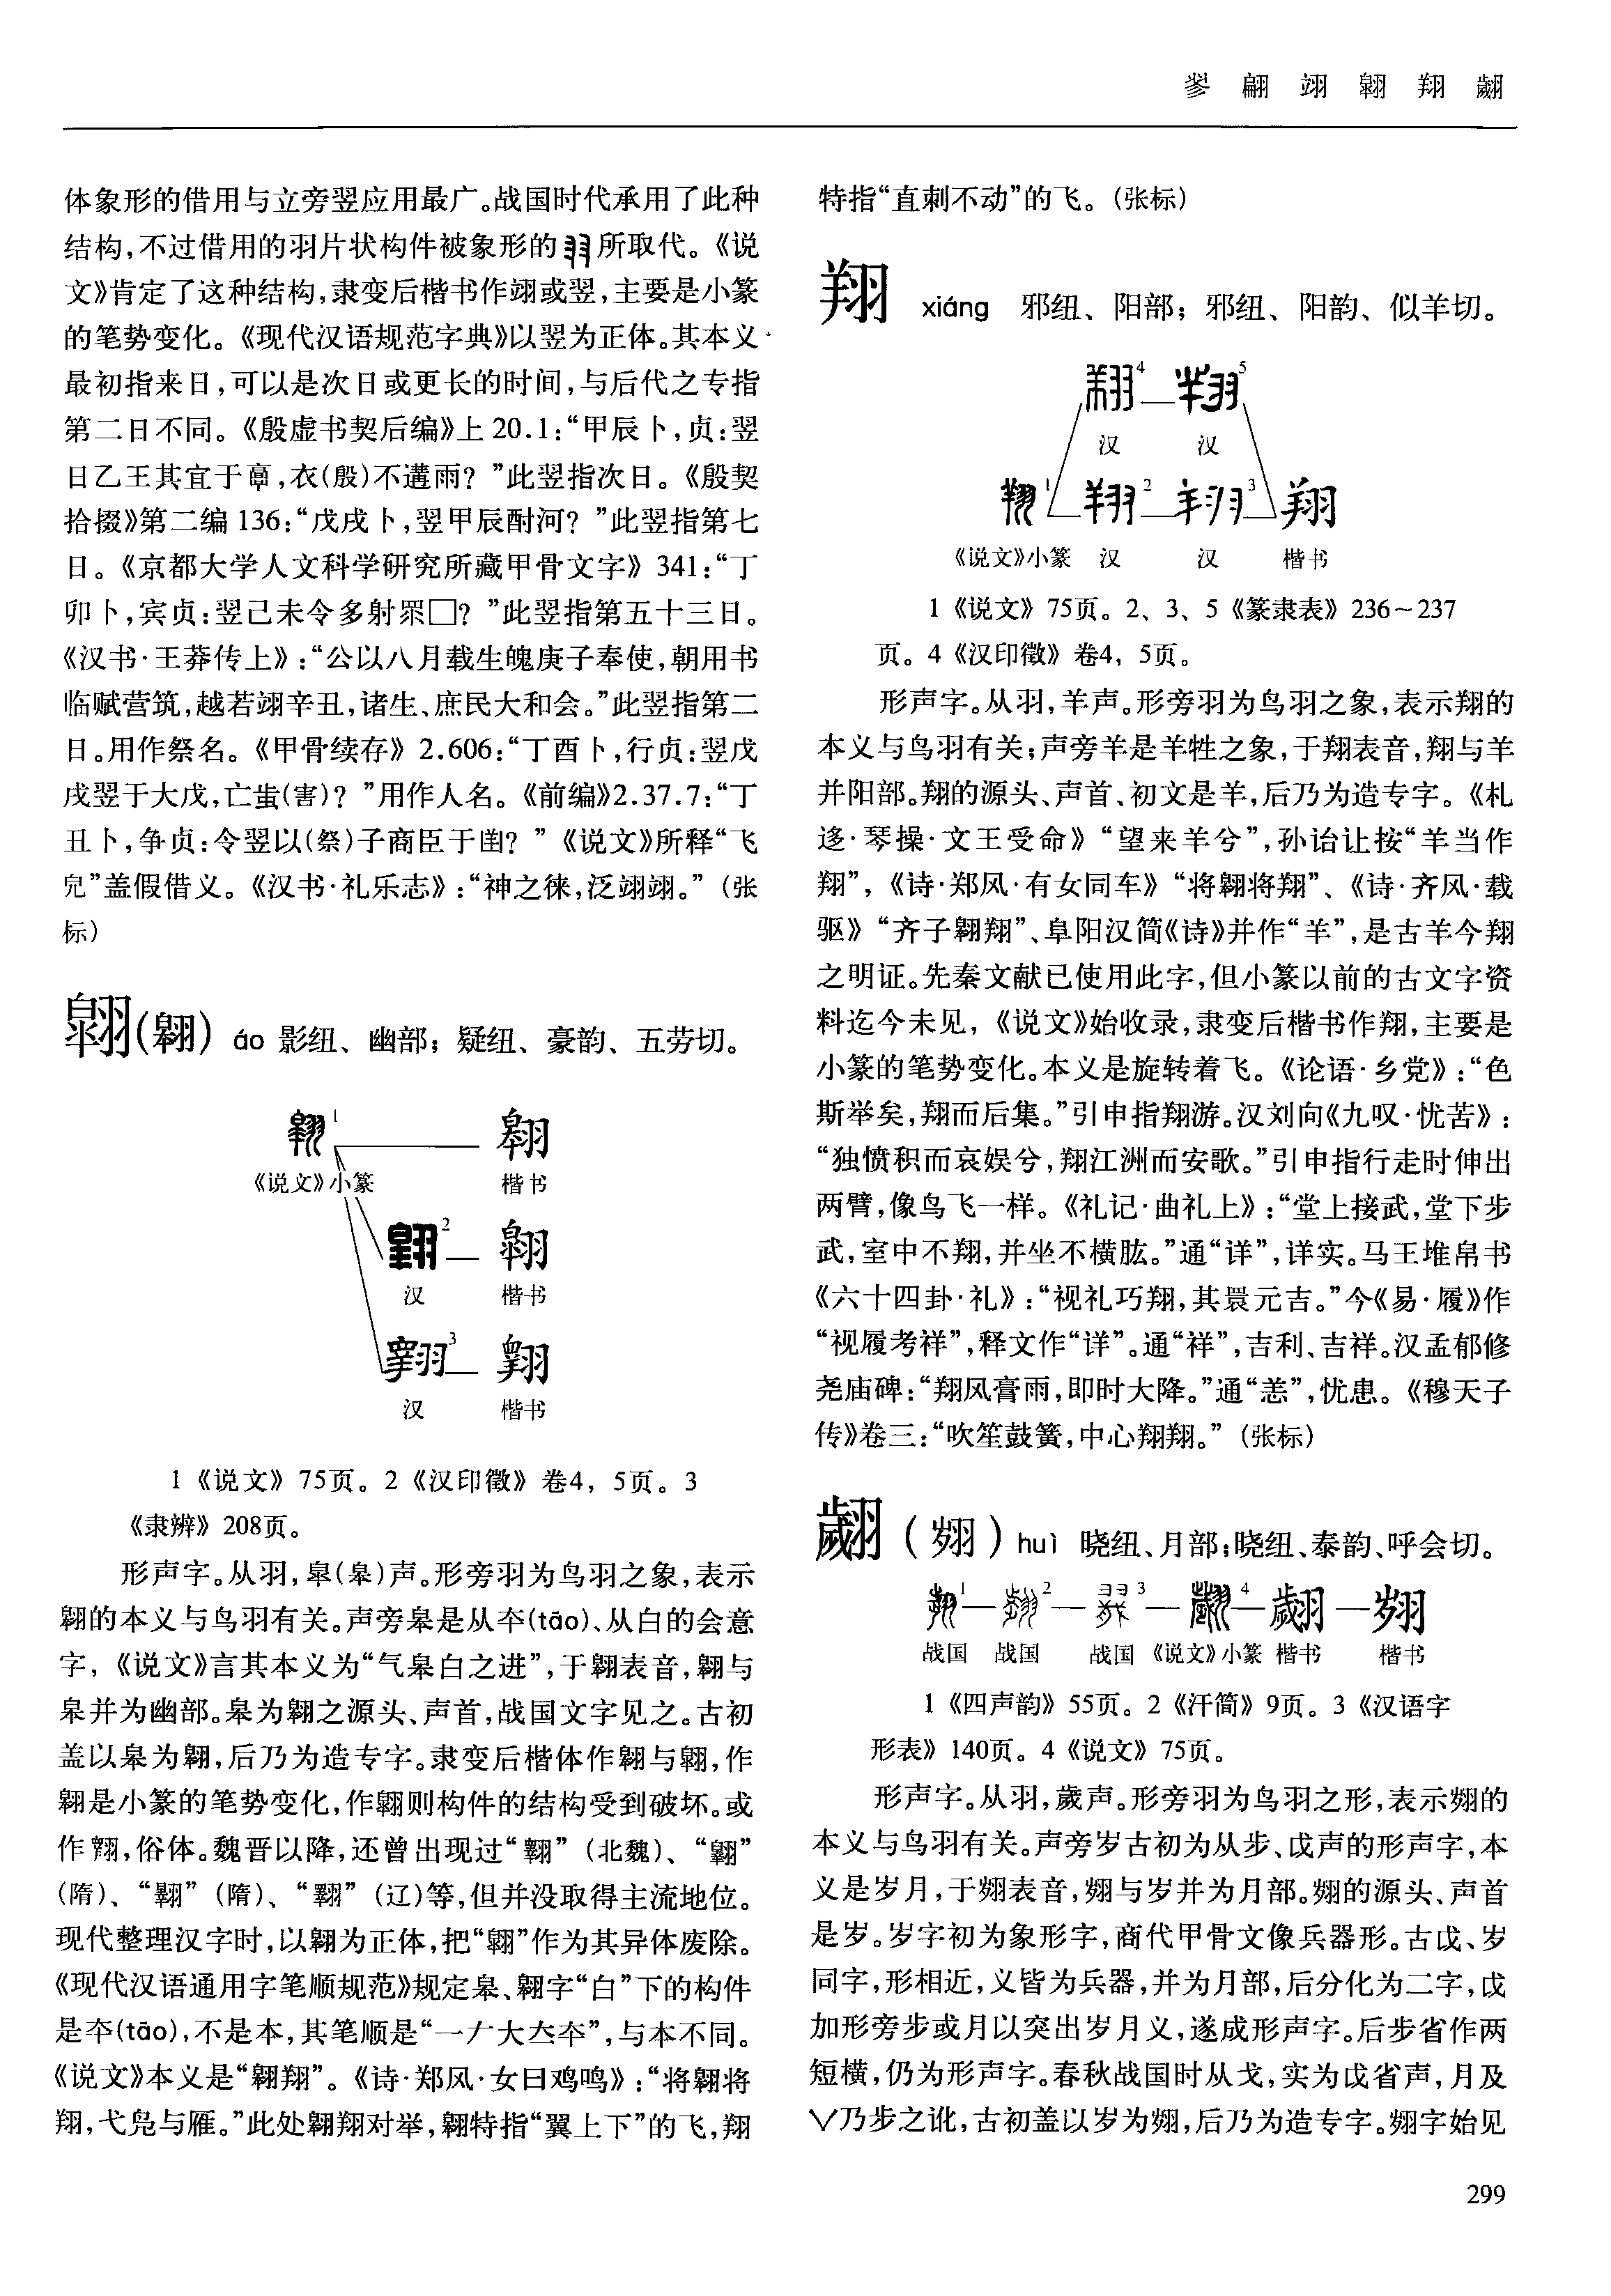 翏 翩 翊 翱 翔 翽
体象形的借用与立旁翌应用最广。战国时代承用了此种
结构,不过借用的羽片状构件被象形的羽所取代。《说
文》肯定了这种结构,隶变后楷书作翊或翌,主要是小篆
的笔势变化。《现代汉语规范字典》以翌为正体。其本义
最初指来日,可以是次日或更长的时间,与后代之专指
第二日不同。《殷虚书契后编》上20.1:“甲辰卜,贞:翌
日乙王其宜于𩫖,衣(殷)不遘雨?”此翌指次日。《殷契
拾掇》第二编136:“戊戌卜,翌甲辰酎河?”此翌指第七
日。《京都大学人文科学研究所藏甲骨文字》341:“丁
卯卜,宾贞:翌己未令多射眔□?”此翌指第五十三日。
《汉书·王莽传上》:“公以八月载生魄庚子奉使,朝用书
临赋营筑,越若翊辛丑,诸生、庶民大和会。”此翌指第二
日。用作祭名。《甲骨续存》2.606:“丁酉卜,行贞:翌戊
戌翌于大戊,亡𡆥(害)?”用作人名。《前编》2.37.7:“丁
丑卜,争贞:令翌以(祭)子商臣于?”《说文》所释“飞
皃”盖假借义。《汉书·礼乐志》:“神之徕,泛翊翊。”(张
标)
翱(翺) áo 影纽、幽部;疑纽、豪韵、五劳切。
翱1 翱
《说文》小篆 楷书
翱2 翱
汉 楷书
翱3 翱
汉 楷书
1《说文》75页。2《汉印徵》卷4,5页。3
《隶辨》208页。
形声字。从羽,皋(皋)声。形旁羽为鸟羽之象,表示
翱的本义与鸟羽有关。声旁皋是从夲(tāo)、从白的会意
字,《说文》言其本义为“气皋白之进”,于翱表音,翱与
皋并为幽部。皋为翱之源头、声首,战国文字见之。古初
盖以皋为翱,后乃为造专字。隶变后楷体作翱与翺,作
翱是小篆的笔势变化,作翺则构件的结构受到破坏。或
作翶,俗体。魏晋以降,还曾出现过“”(北魏)、“”
(隋)、“”(隋)、“”(辽)等,但并没取得主流地位。
现代整理汉字时,以翱为正体,把“翺”作为其异体废除。
《现代汉语通用字笔顺规范》规定皋、翱字“白”下的构件
是夲(tāo),不是本,其笔顺是“一ナ大夳夲”,与本不同。
《说文》本义是“翱翔”。《诗·郑风·女曰鸡鸣》:“将翱将
翔,弋凫与雁。”此处翱翔对举,翱特指“翼上下”的飞,翔
特指“直刺不动”的飞。(张标)
翔 xiáng 邪纽、阳部;邪纽、阳韵、似羊切。
翔4 翔5
汉 汉
翔1 翔2 翔3 翔
《说文》小篆 汉 汉 楷书
1《说文》75页。2、3、5《篆隶表》236~237
页。4《汉印徵》卷4,5页。
形声字。从羽,羊声。形旁羽为鸟羽之象,表示翔的
本义与鸟羽有关;声旁羊是羊牲之象,于翔表音,翔与羊
并阳部。翔的源头、声首、初文是羊,后乃为造专字。《札
迻·琴操·文王受命》“望来羊兮”,孙诒让按“羊当作
翔”,《诗·郑风·有女同车》“将翱将翔”、《诗·齐风·载
驱》“齐子翱翔”、阜阳汉简《诗》并作“羊”,是古羊今翔
之明证。先秦文献已使用此字,但小篆以前的古文字资
料迄今未见,《说文》始收录,隶变后楷书作翔,主要是
小篆的笔势变化。本义是旋转着飞。《论语·乡党》:“色
斯举矣,翔而后集。”引申指翔游。汉刘向《九叹·忧苦》:
“独愤积而哀娱兮,翔江洲而安歌。”引申指行走时伸出
两臂,像鸟飞一样。《礼记·曲礼上》:“堂上接武,堂下步
武,室中不翔,并坐不横肱。”通“详”,详实。马王堆帛书
《六十四卦·礼》:“视礼巧翔,其睘元吉。”今《易·履》作
“视履考祥”,释文作“详”。通“祥”,吉利、吉祥。汉孟郁修
尧庙碑:“翔风膏雨,即时大降。”通“恙”,忧患。《穆天子
传》卷三:“吹笙鼓簧,中心翔翔。”(张标)
翽(翙) huì 晓纽、月部;晓纽、泰韵、呼会切。
翽1 翽2 翽3 翽4 翽 翙
战国 战国 战国 《说文》小篆 楷书 楷书
1《四声韵》55页。2《汗简》9页。3《汉语字
形表》140页。4《说文》75页。
形声字。从羽,歲声。形旁羽为鸟羽之形,表示翙的
本义与鸟羽有关。声旁岁古初为从步、戉声的形声字,本
义是岁月,于翙表音,翙与岁并为月部。翙的源头、声首
是岁。岁字初为象形字,商代甲骨文像兵器形。古戉、岁
同字,形相近,义皆为兵器,并为月部,后分化为二字,戉
加形旁步或月以突出岁月义,遂成形声字。后步省作两
短横,仍为形声字。春秋战国时从戈,实为戉省声,月及
∨乃步之讹,古初盖以岁为翙,后乃为造专字。翙字始见
299